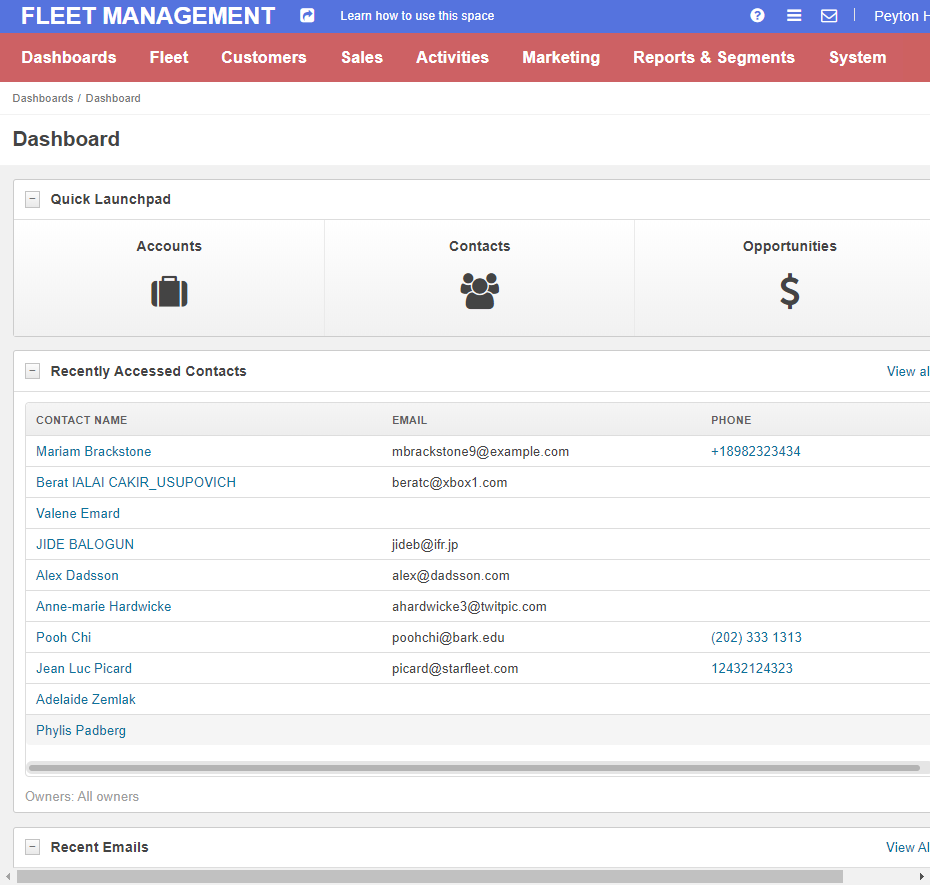 FLEET MANAGEMENT Learn how to use this space Peyton H
Dashboards Fleet Customers Sales Activities Marketing Reports & Segments System
Dashboards / Dashboard
Dashboard
Quick Launchpad
Accounts Contacts Opportunities
Recently Accessed Contacts View al
CONTACT NAME EMAIL PHONE
Mariam Brackstone mbrackstone9@example.com +18982323434
Berat IALAI CAKIR_USUPOVICH beratc@xbox1.com
Valene Emard
JIDE BALOGUN jideb@ifr.jp
Alex Dadsson alex@dadsson.com
Anne-marie Hardwicke ahardwicke3@twitpic.com
Pooh Chi poohchi@bark.edu (202) 333 1313
Jean Luc Picard picard@starfleet.com 12432124323
Adelaide Zemlak
Phylis Padberg
Owners: All owners
Recent Emails View Al